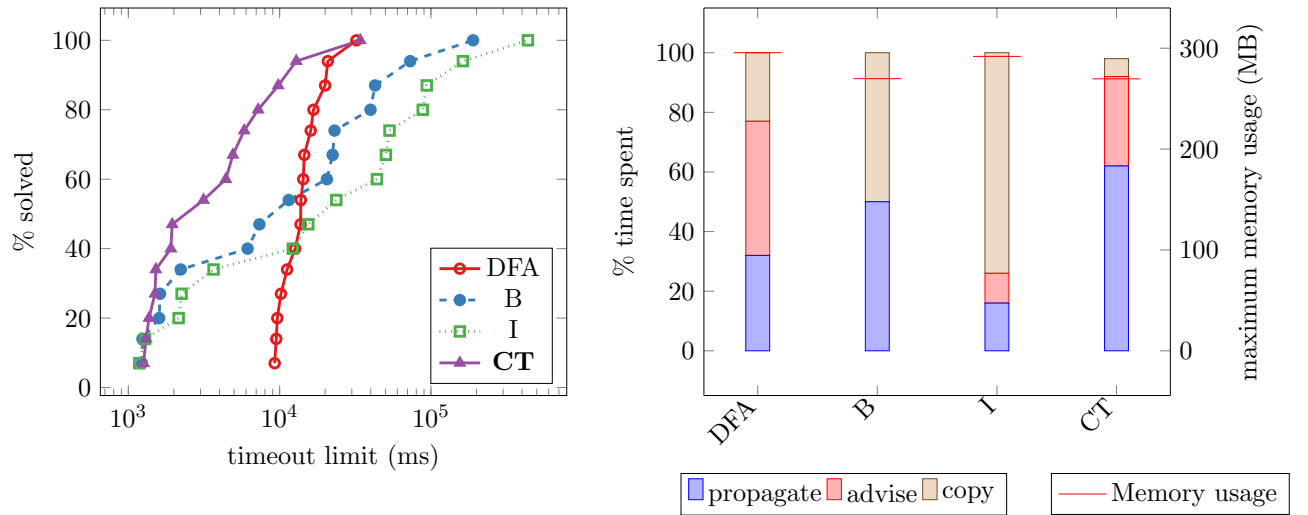 100
80
60
40
20
0
% solved
10^3
10^4
10^5
timeout limit (ms)
DFA
B
I
CT
100
80
60
40
20
0
% time spent
300
200
100
0
maximum memory usage (MB)
DFA
B
I
CT
propagate advise copy
Memory usage